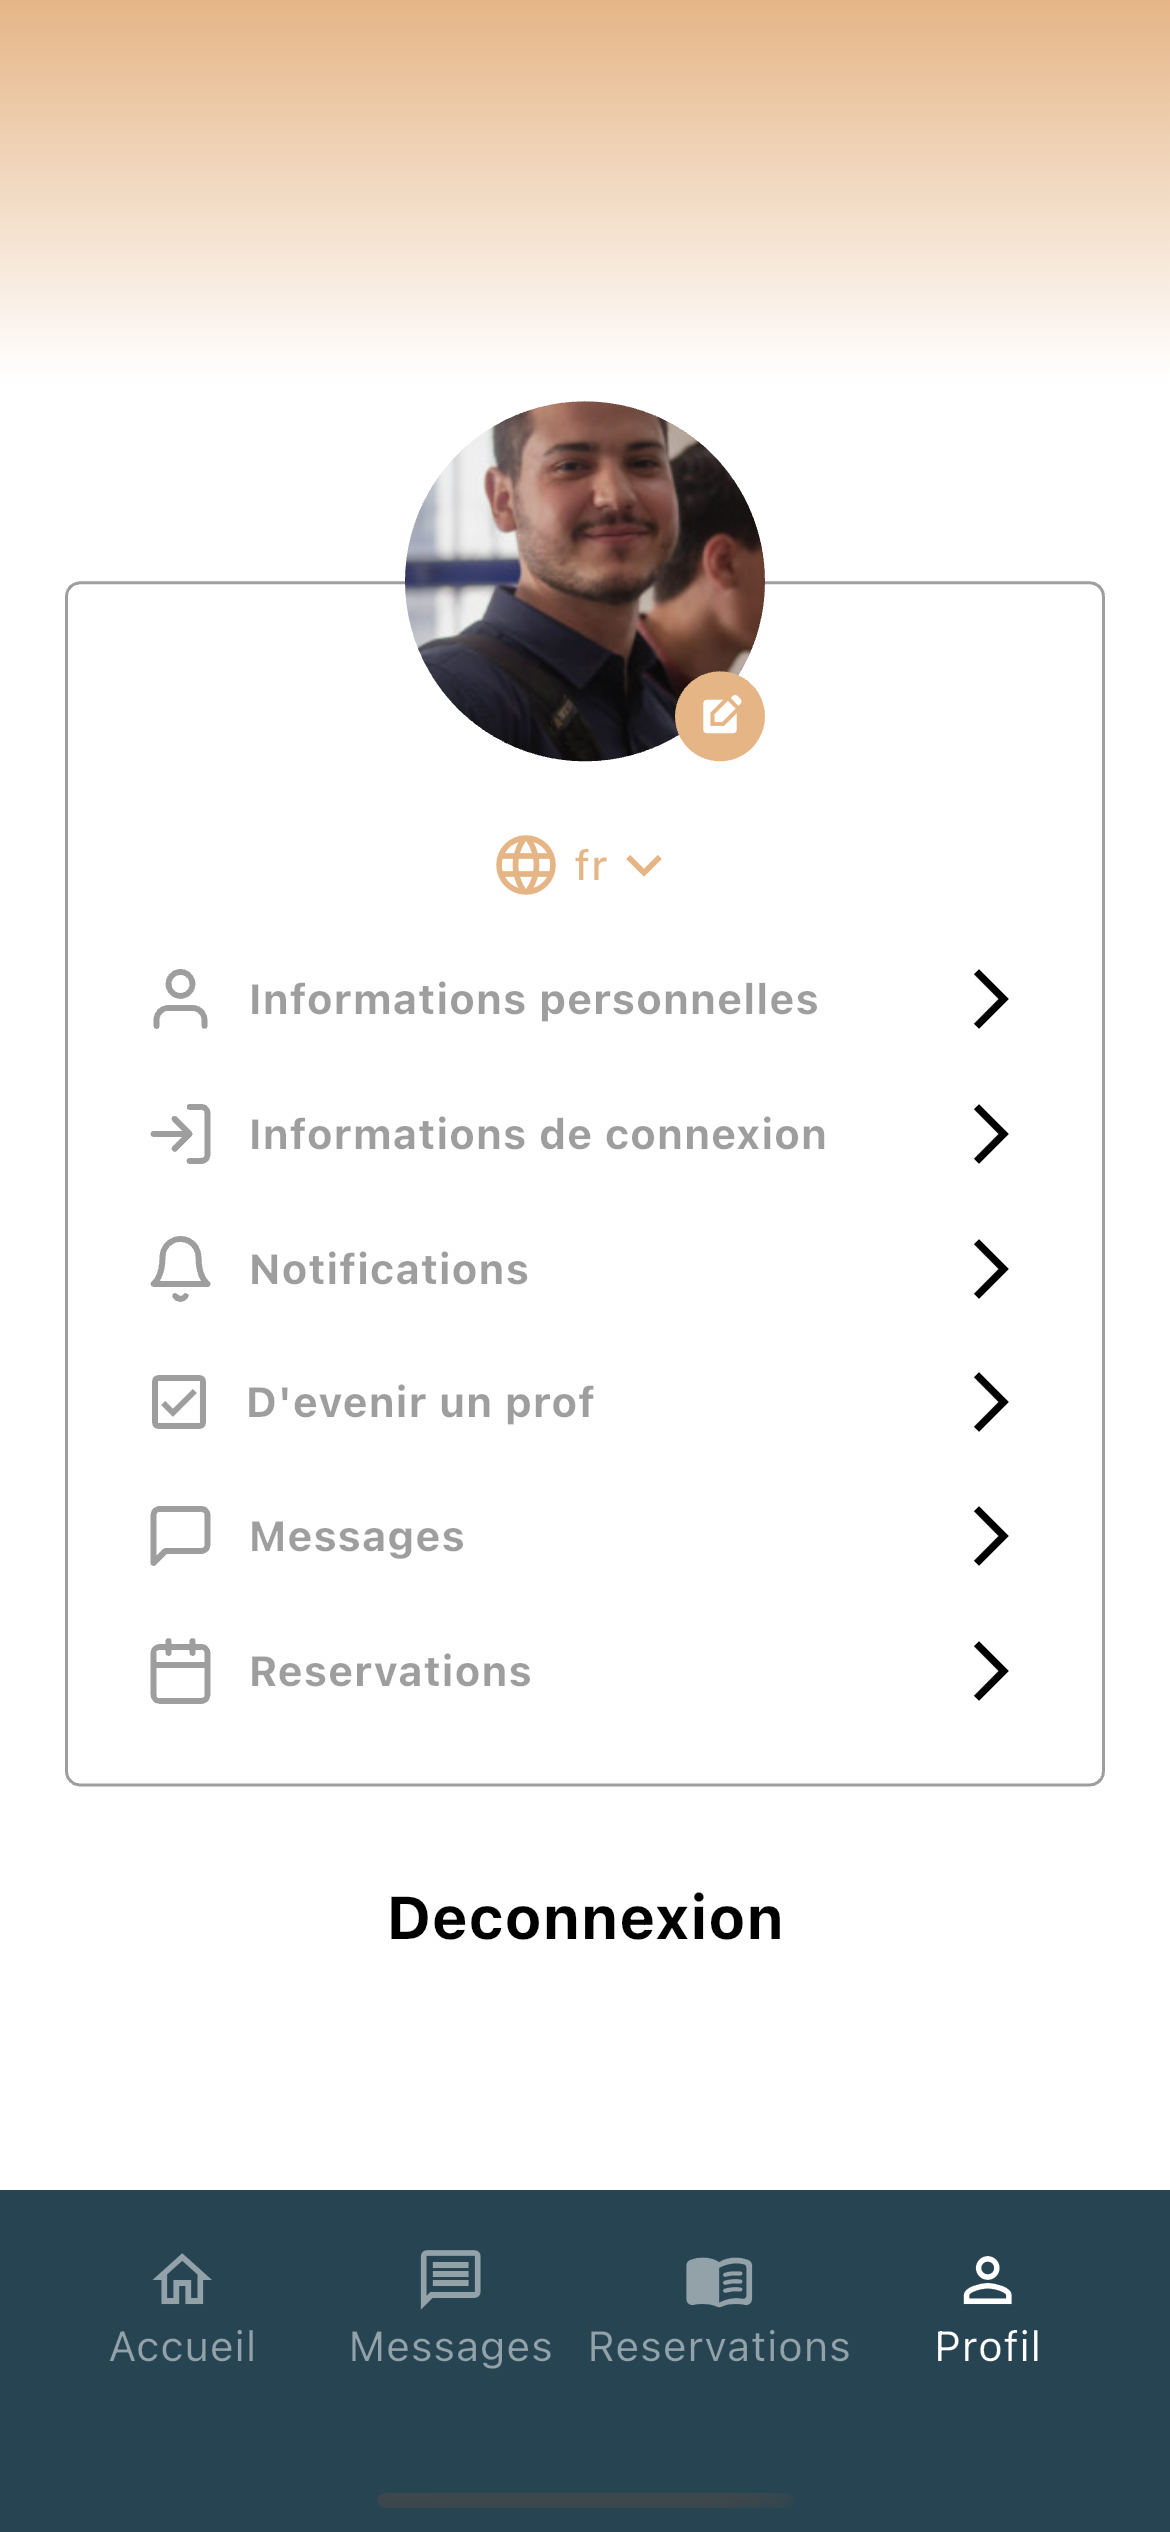 fr
Informations personnelles
Informations de connexion
Notifications
D'evenir un prof
Messages
Reservations
Deconnexion
Accueil
Messages
Reservations
Profil